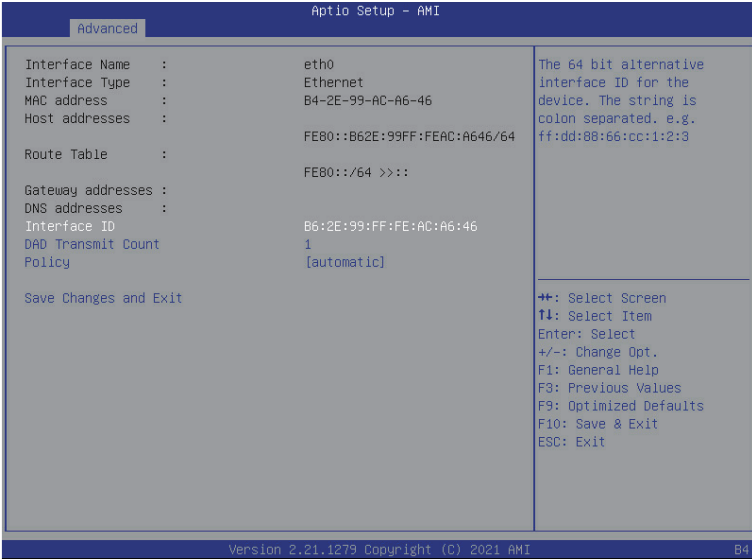 Aptio Setup – AMI
Advanced
Interface Name : eth0
Interface Type : Ethernet
MAC address : B4-2E-99-AC-A6-46
Host addresses :
FE80::B62E:99FF:FEAC:A646/64
Route Table :
FE80::/64 >>::
Gateway addresses :
DNS addresses :
Interface ID B6:2E:99:FF:FE:AC:A6:46
DAD Transmit Count 1
Policy [automatic]
Save Changes and Exit
The 64 bit alternative
interface ID for the
device. The string is
colon separated. e.g.
ff:dd:88:66:cc:1:2:3
→←: Select Screen
↑↓: Select Item
Enter: Select
+/-: Change Opt.
F1: General Help
F3: Previous Values
F9: Optimized Defaults
F10: Save & Exit
ESC: Exit
Version 2.21.1279 Copyright (C) 2021 AMI
B4